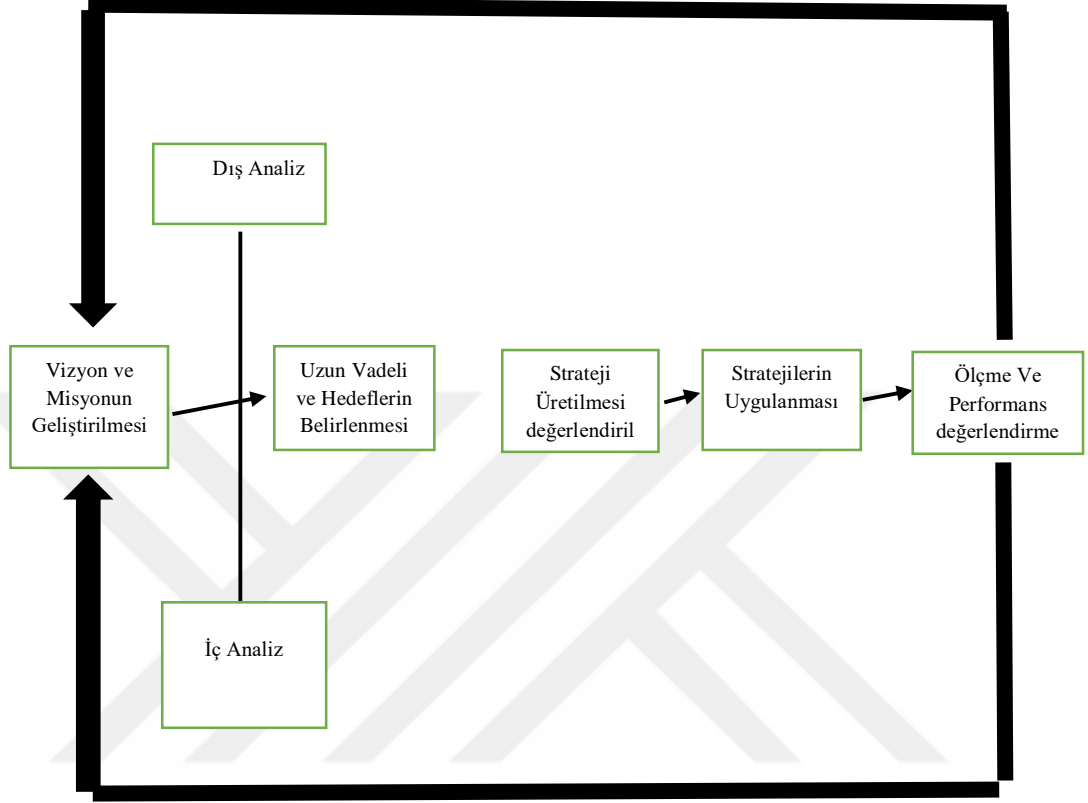 Dış Analiz
Vizyon ve
Misyonun
Geliştirilmesi
Uzun Vadeli
ve Hedeflerin
Belirlenmesi
Strateji
Üretilmesi
değerlendiril
Stratejilerin
Uygulanması
Ölçme Ve
Performans
değerlendirme
İç Analiz